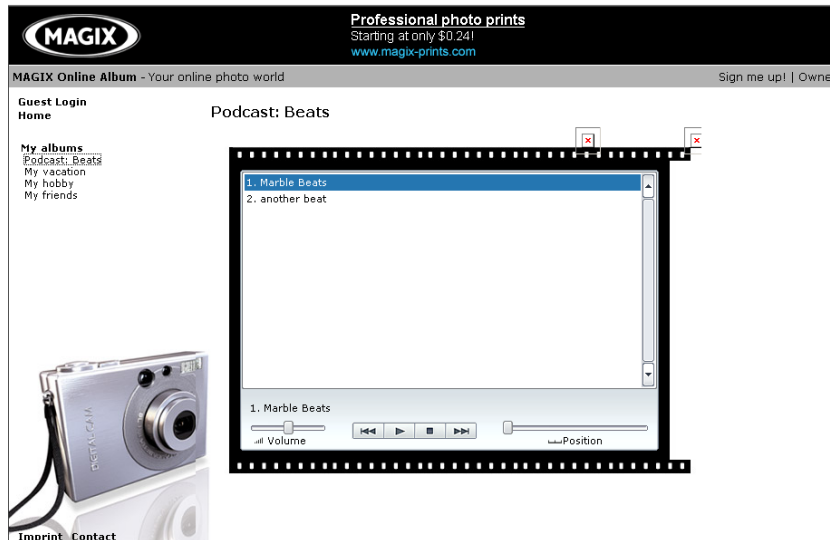 MAGIX
Professional photo prints
Starting at only $0.24!
www.magix-prints.com
MAGIX Online Album - Your online photo world
Sign me up! | Owne
Guest Login
Home
Podcast: Beats
My albums
Podcast: Beats
My vacation
My hobby
My friends
1. Marble Beats
2. another beat
1. Marble Beats
Volume
Position
DIGITAL CAM
Imprint Contact